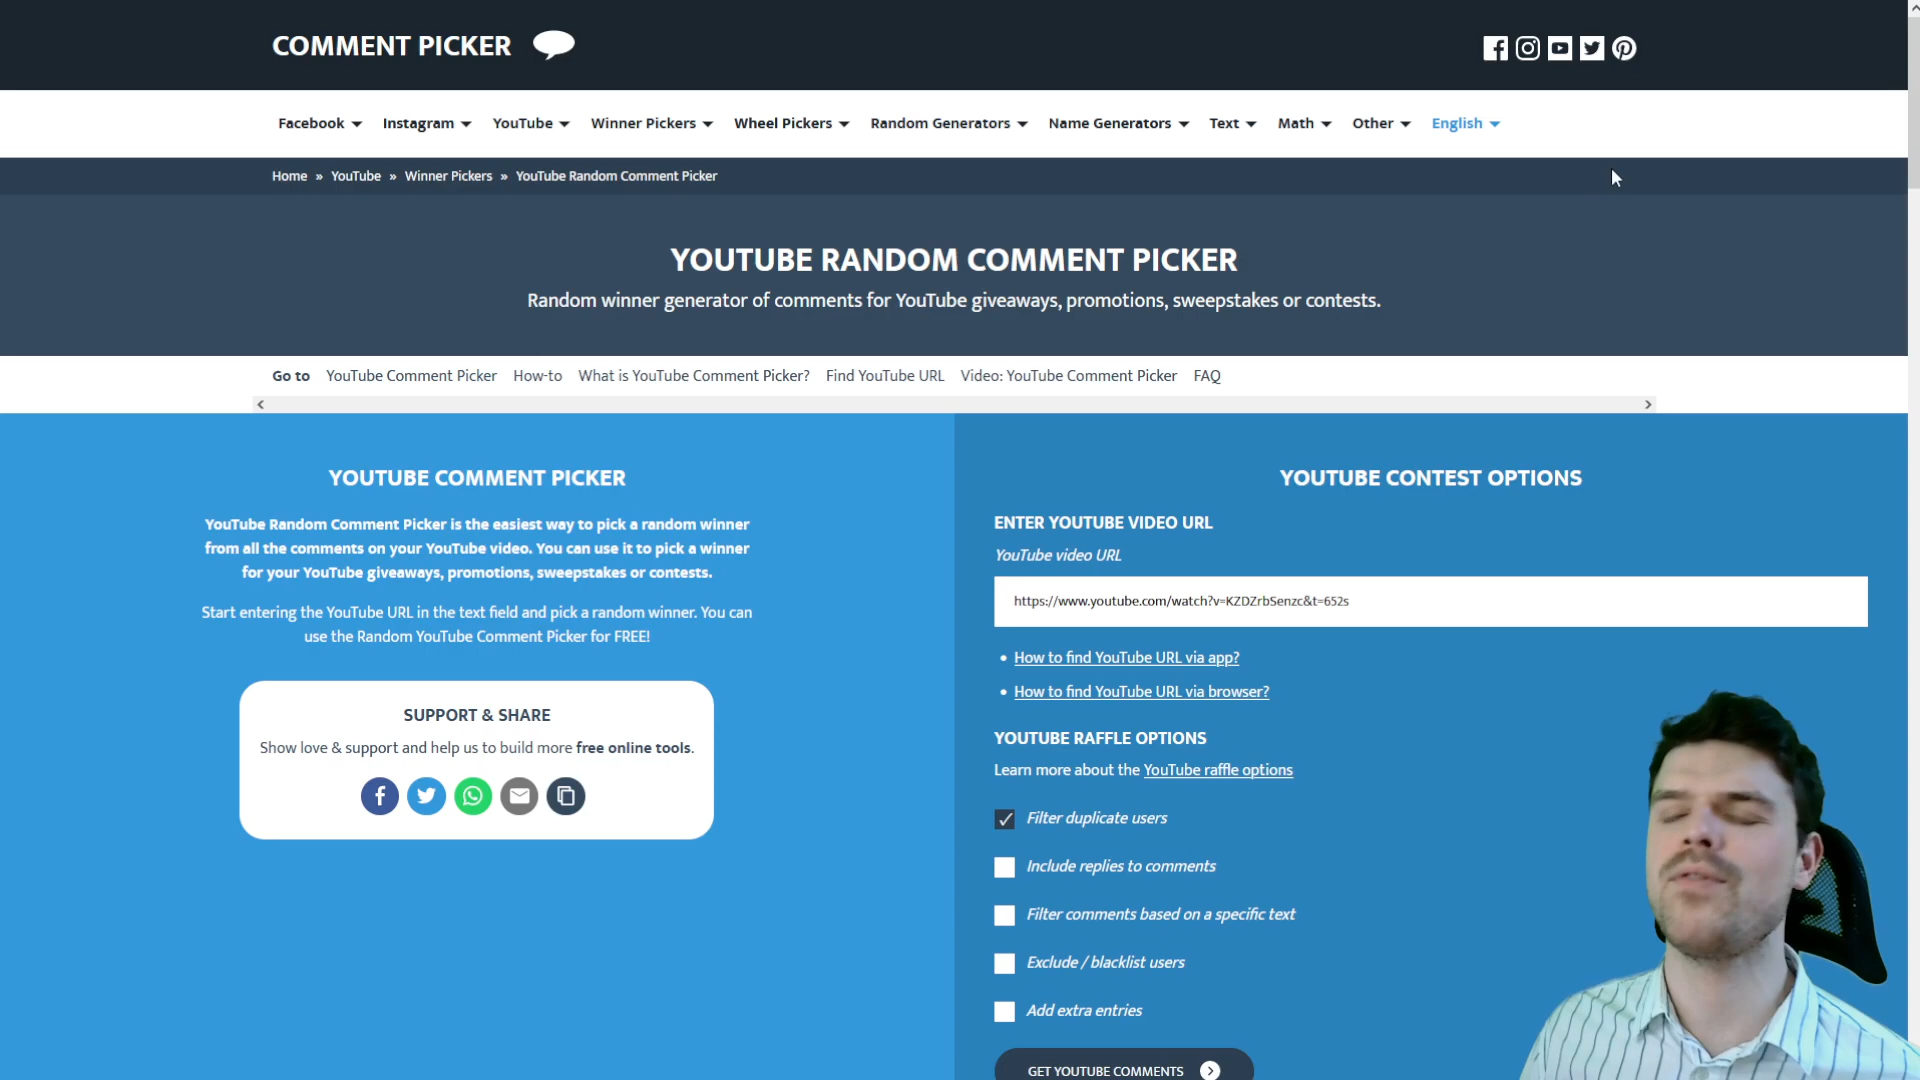 COMMENT PICKER
Facebook Instagram YouTube Winner Pickers Wheel Pickers Random Generators Name Generators Text Math Other English
Home » YouTube » Winner Pickers » YouTube Random Comment Picker
YOUTUBE RANDOM COMMENT PICKER
Random winner generator of comments for YouTube giveaways, promotions, sweepstakes or contests.
Go to YouTube Comment Picker How-to What is YouTube Comment Picker? Find YouTube URL Video: YouTube Comment Picker FAQ
YOUTUBE COMMENT PICKER
YouTube Random Comment Picker is the easiest way to pick a random winner
from all the comments on your YouTube video. You can use it to pick a winner
for your YouTube giveaways, promotions, sweepstakes or contests.
Start entering the YouTube URL in the text field and pick a random winner. You can
use the Random YouTube Comment Picker for FREE!
SUPPORT & SHARE
Show love & support and help us to build more free online tools.
YOUTUBE CONTEST OPTIONS
ENTER YOUTUBE VIDEO URL
YouTube video URL
https://www.youtube.com/watch?v=KZDZrbSenzc&t=652s
• How to find YouTube URL via app?
• How to find YouTube URL via browser?
YOUTUBE RAFFLE OPTIONS
Learn more about the YouTube raffle options
Filter duplicate users
Include replies to comments
Filter comments based on a specific text
Exclude / blacklist users
Add extra entries
GET YOUTUBE COMMENTS